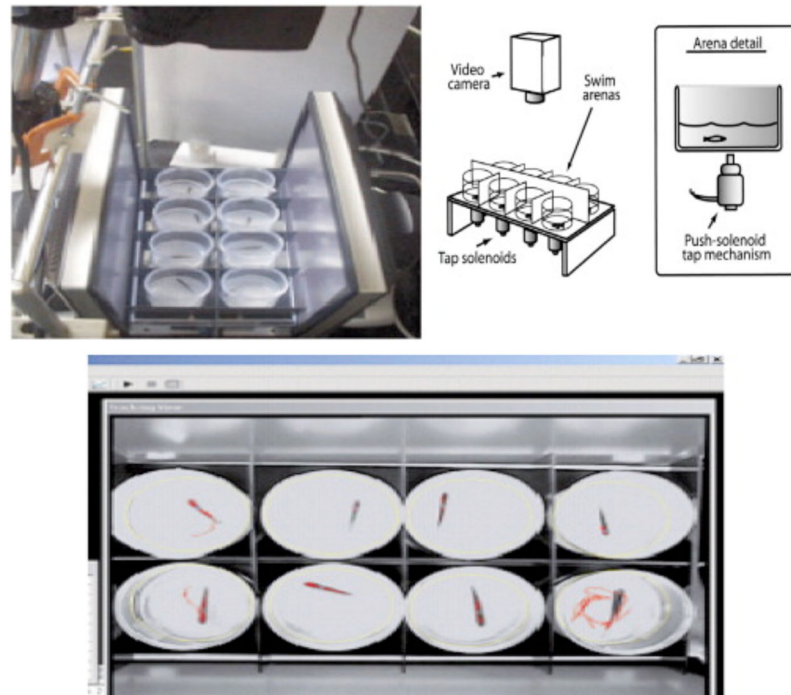 Video
camera
Swim
arenas
Tap solenoids
Arena detail
Push-solenoid
tap mechanism